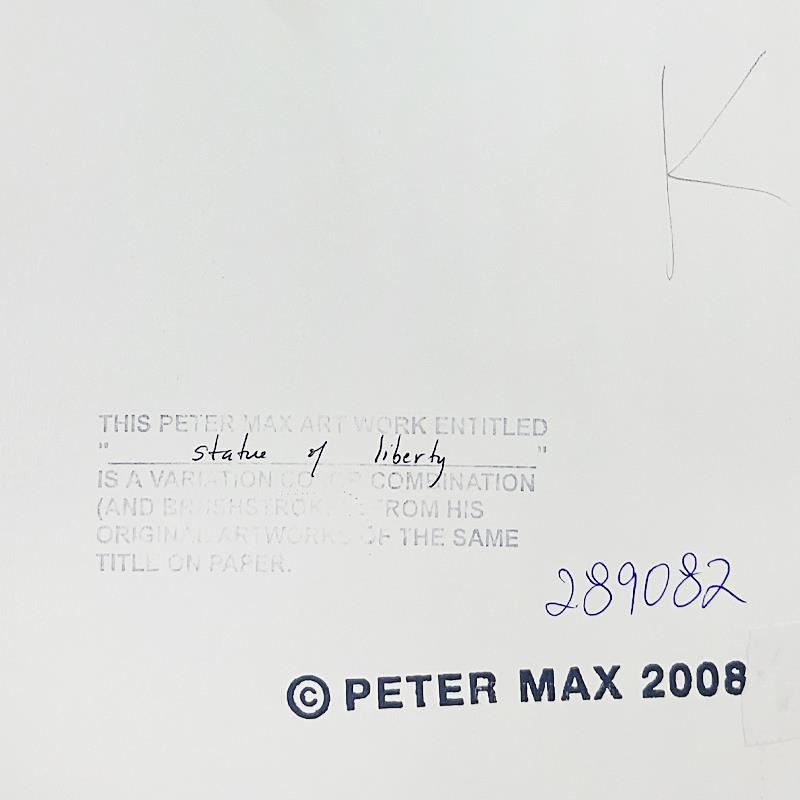 K
THIS PETER MAX ART WORK ENTITLED
" statue of liberty "
IS A VARIATION COLOR COMBINATION
(AND BRUSHSTROKES) FROM HIS
ORIGINAL ARTWORKS OF THE SAME
TITLE ON PAPER.
289082
© PETER MAX 2008